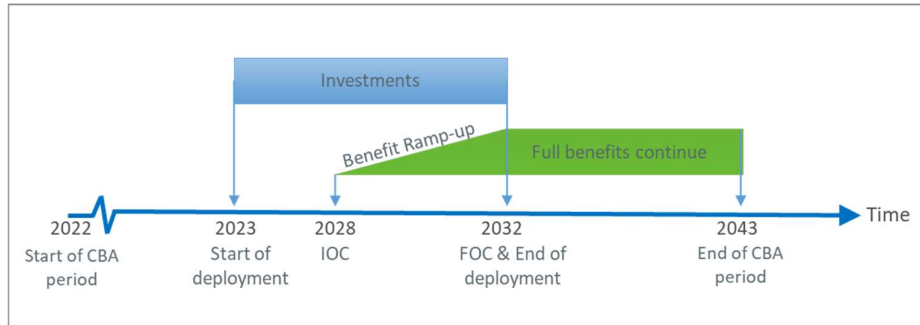 Investments
Benefit Ramp-up
Full benefits continue
Time
2022
Start of CBA
period
2023
Start of
deployment
2028
IOC
2032
FOC & End of
deployment
2043
End of CBA
period